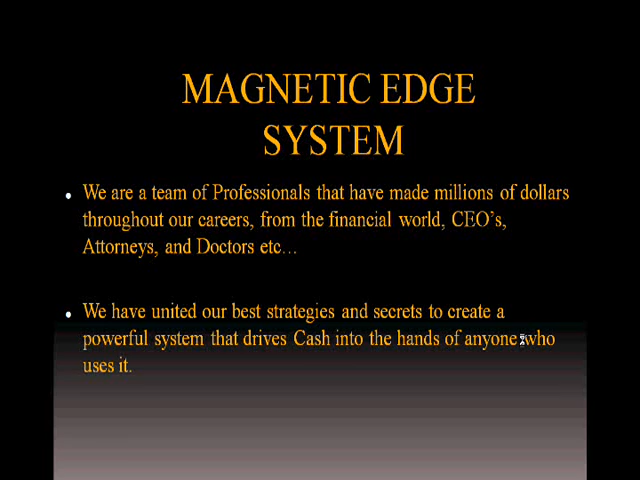 MAGNETIC EDGE
SYSTEM
• We are a team of Professionals that have made millions of dollars
throughout our careers, from the financial world, CEO's,
Attorneys, and Doctors etc…
• We have united our best strategies and secrets to create a
powerful system that drives Cash into the hands of anyone who
uses it.